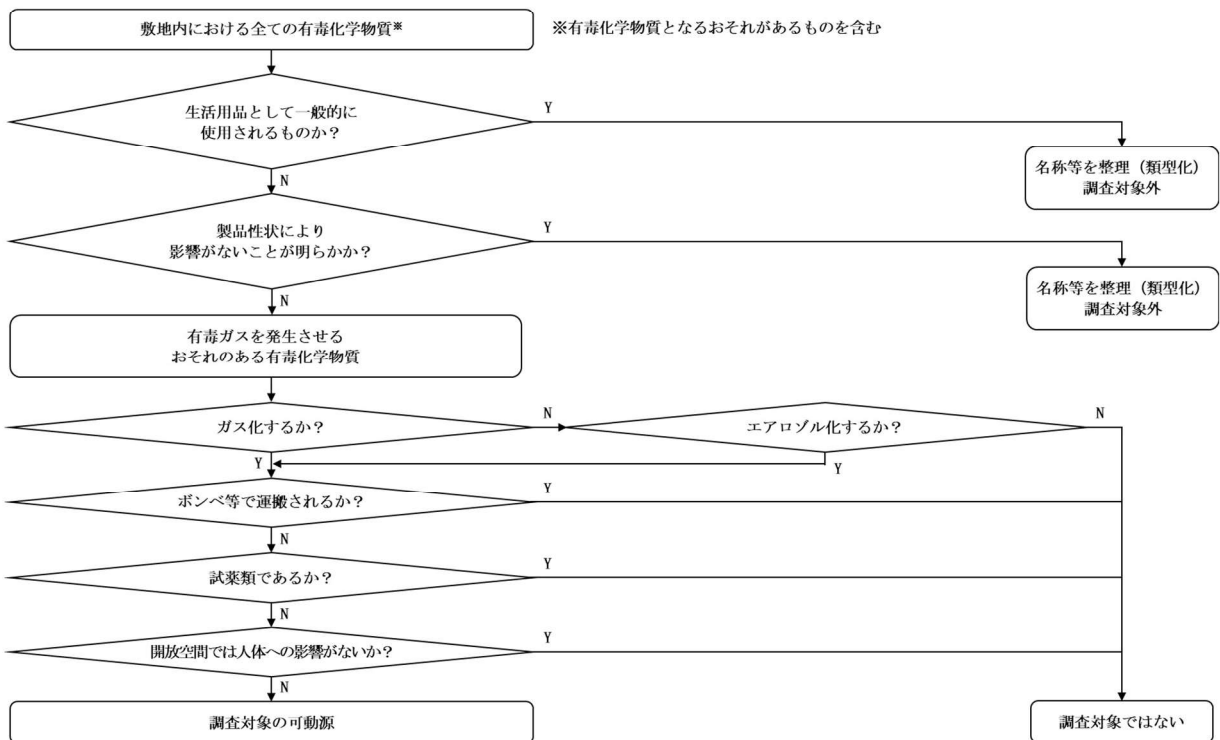 敷地内における全ての有毒化学物質※
※有毒化学物質となるおそれがあるものを含む
生活用品として一般的に
使用されるものか？
Y
N
名称等を整理（類型化）
調査対象外
製品性状により
影響がないことが明らかか？
Y
N
名称等を整理（類型化）
調査対象外
有毒ガスを発生させる
おそれのある有毒化学物質
ガス化するか？
N
エアロゾル化するか？
N
Y
Y
ボンベ等で運搬されるか？
Y
N
試薬類であるか？
Y
N
開放空間では人体への影響がないか？
Y
N
調査対象の可動源
調査対象ではない